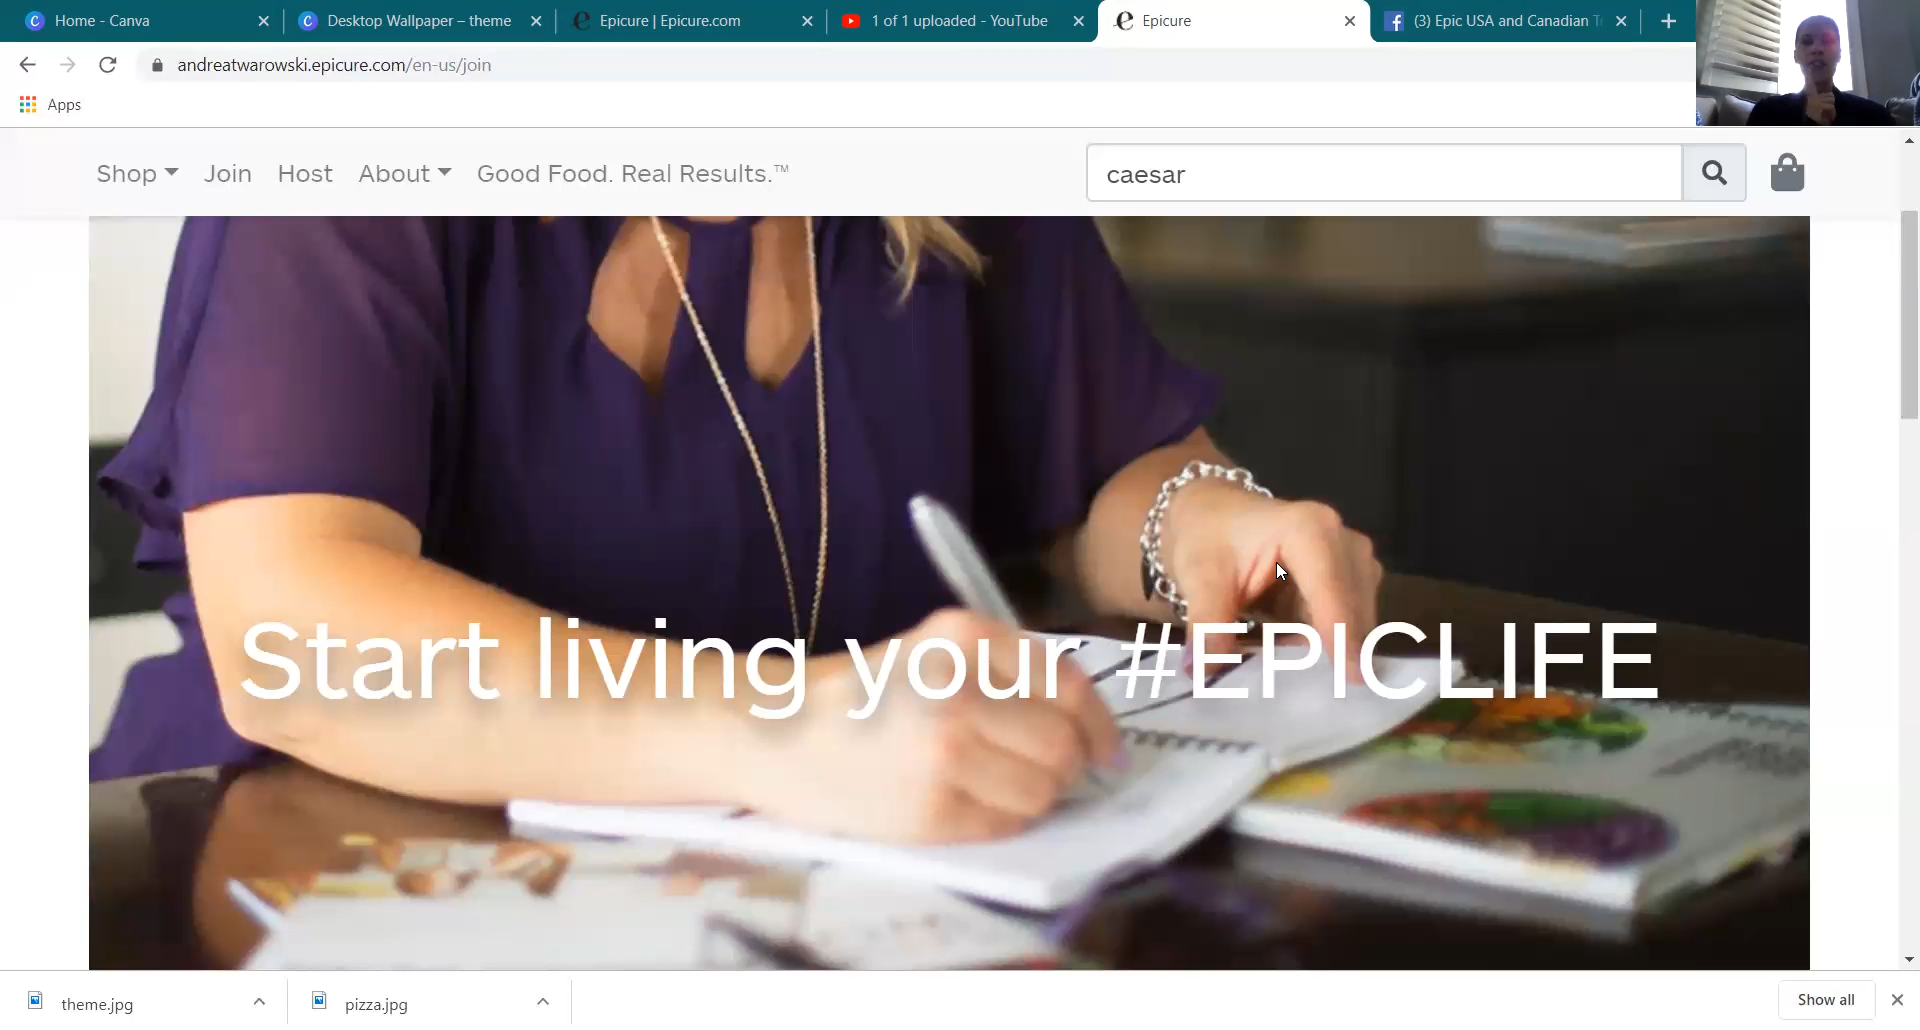 Home - Canva
Desktop Wallpaper – theme
Epicure | Epicure.com
1 of 1 uploaded - YouTube
Epicure
(3) Epic USA and Canadian T
andreatwarowski.epicure.com/en-us/join
Apps
Shop Join Host About Good Food. Real Results.™
caesar
Start living your #EPICLIFE
theme.jpg
pizza.jpg
Show all